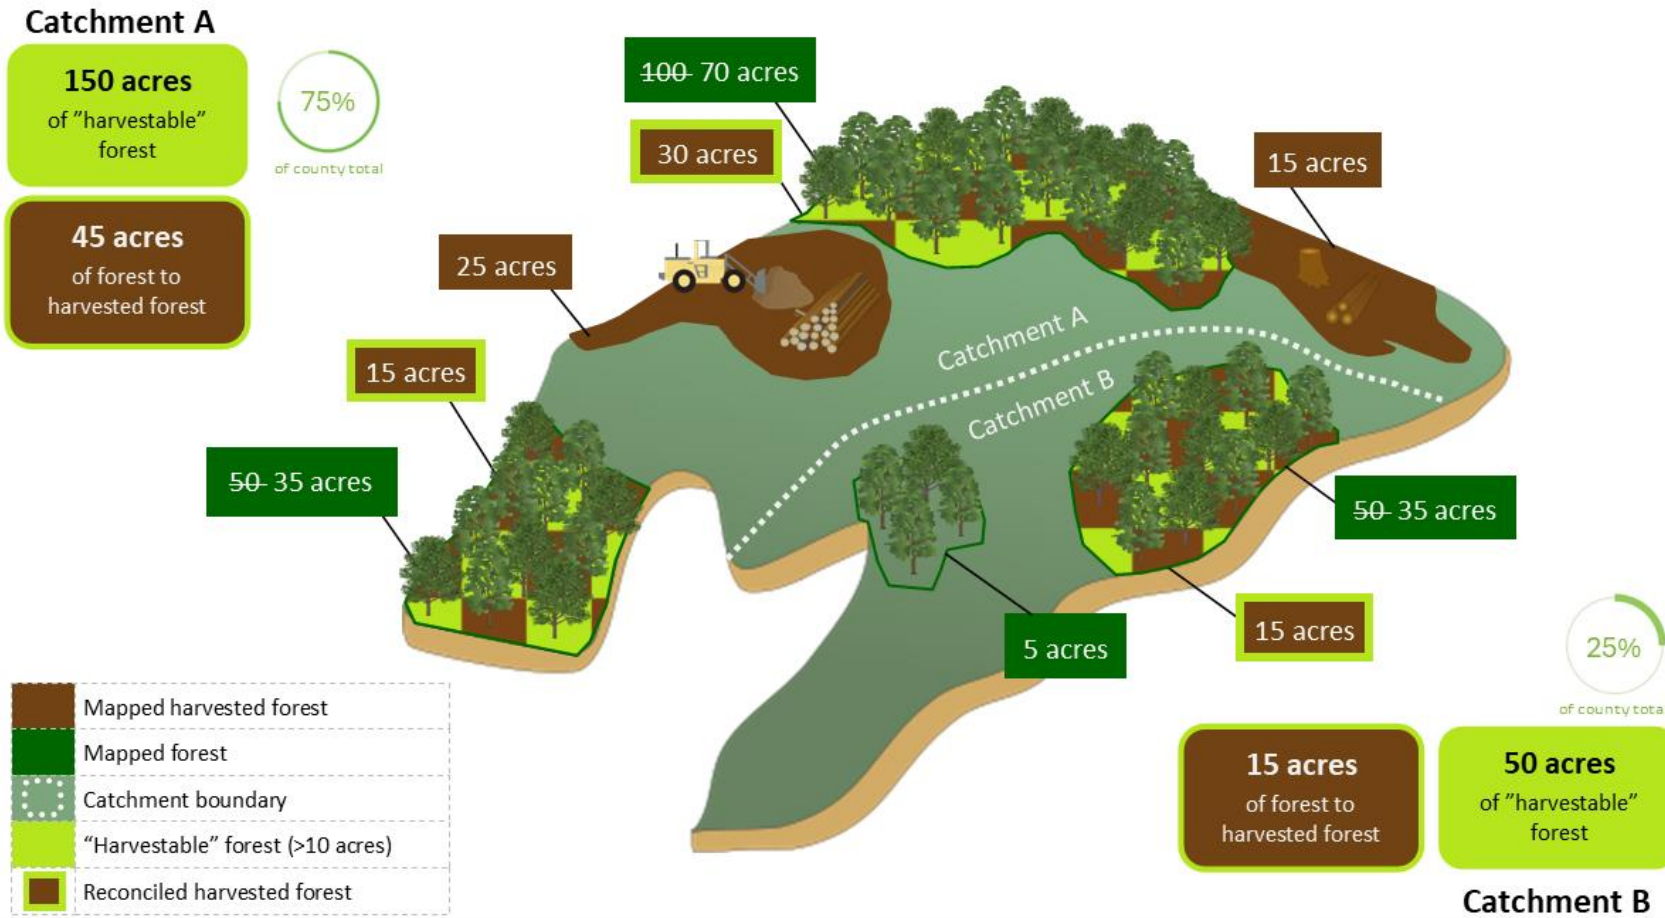 Catchment A
150 acres
of "harvestable"
forest
75%
of county total
45 acres
of forest to
harvested forest
100 70 acres
30 acres
15 acres
25 acres
15 acres
50 35 acres
Catchment A
Catchment B
50 35 acres
15 acres
5 acres
25%
of county tota
Mapped harvested forest
Mapped forest
Catchment boundary
“Harvestable” forest (>10 acres)
Reconciled harvested forest
15 acres
of forest to
harvested forest
50 acres
of "harvestable"
forest
Catchment B